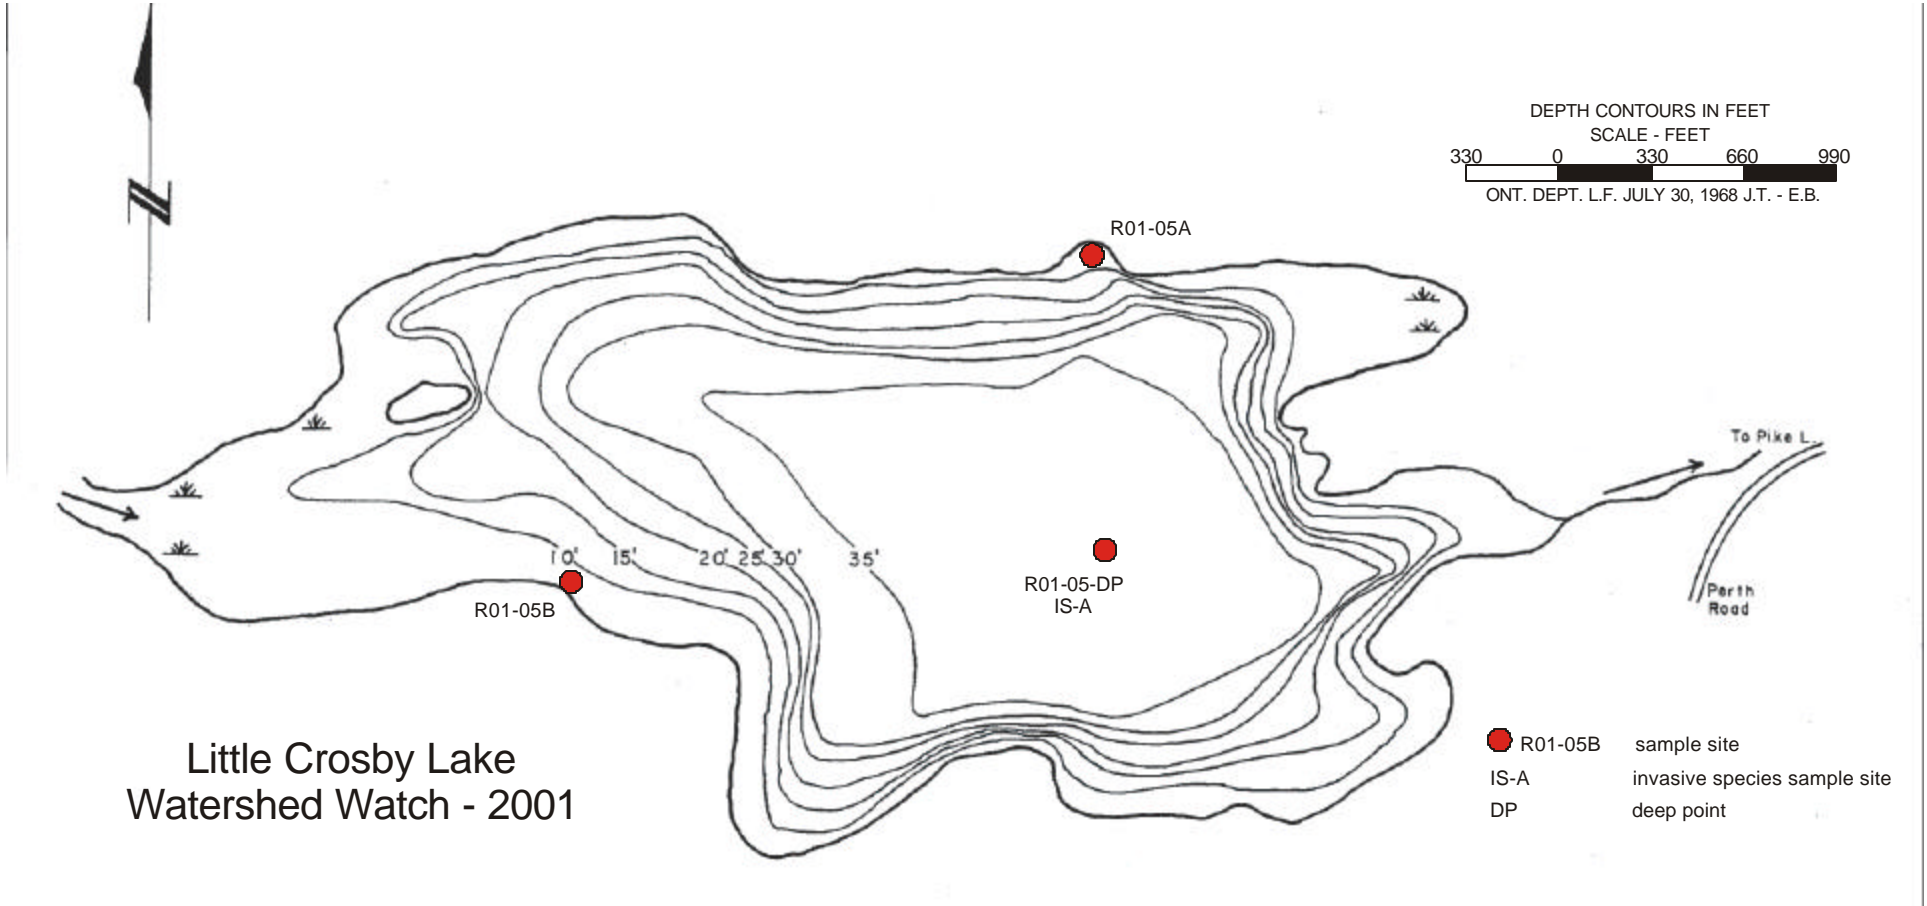 DEPTH CONTOURS IN FEET
SCALE - FEET
330 0 330 660 990
ONT. DEPT. L.F. JULY 30, 1968 J.T. - E.B.
N
R01-05A
To Pike L.
10' 15' 20' 25' 30' 35'
R01-05-DP
IS-A
R01-05B
Perth
Road
Little Crosby Lake
Watershed Watch - 2001
R01-05B sample site
IS-A invasive species sample site
DP deep point